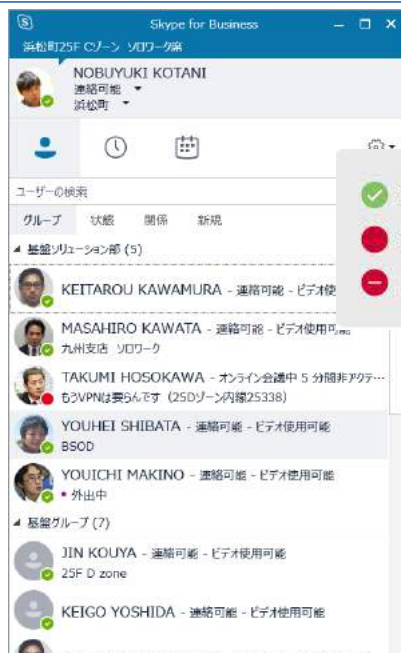 Skype for Business
浜松町25F Cゾーン ソロワーク席
NOBUYUKI KOTANI
連絡可能
浜松町
ユーザーの検索
グループ 状態 関係 新規
基盤ソリューション部 (5)
KEITAROU KAWAMURA - 連絡可能 - ビデオ使
MASAHIRO KAWATA - 連絡可能 - ビデオ使用可能
九州支店 ソロワーク
TAKUMI HOSOKAWA - オンライン会議中 5 分間非アクテ…
もうVPNは要らんです (25Dゾーン内線25338)
YOUHEI SHIBATA - 連絡可能 - ビデオ使用可能
BSOD
YOUICHI MAKINO - 連絡可能 - ビデオ使用可能
外出中
基盤グループ (7)
JIN KOUYA - 連絡可能 - ビデオ使用可能
25F D zone
KEIGO YOSHIDA - 連絡可能 - ビデオ使用可能